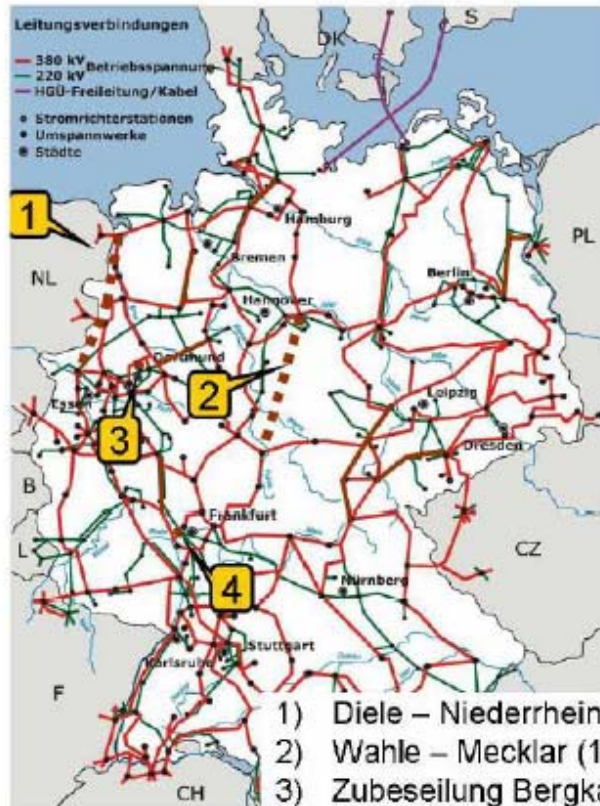 Leitungsverbindungen
380 kV
220 kV
Betriebsspannung
HGÜ-Freileitung/Kabel
Stromrichterstationen
Umspannwerke
Städte
DK
S
1
NL
Hamburg
Bremen
PL
Berlin
Hannover
Dortmund
2
Essen
3
Leipzig
Dresden
B
L
Frankfurt
CZ
4
Nürnberg
Stuttgart
Karlsruhe
F
CH
1) Diele – Niederrhein
2) Wahle – Mecklar (1
3) Zubeseilung Bergka